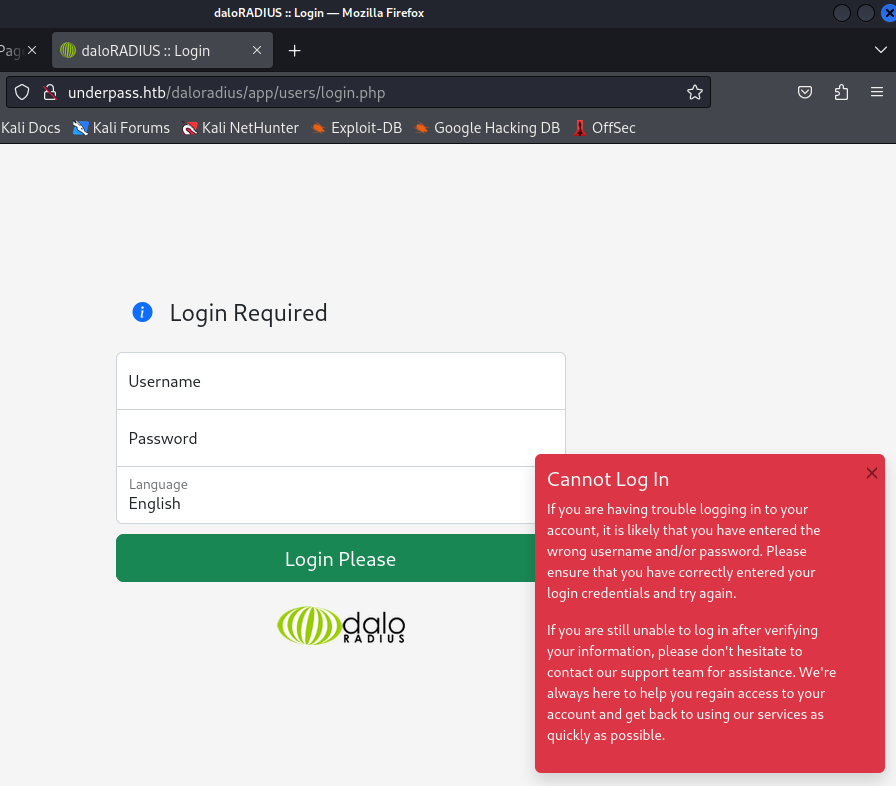 daloRADIUS :: Login — Mozilla Firefox
Page
daloRADIUS :: Login
underpass.htb/daloradius/app/users/login.php
Kali Docs Kali Forums Kali NetHunter Exploit-DB Google Hacking DB OffSec
Login Required
Username
Password
Language
English
Login Please
dalo
RADIUS
Cannot Log In
If you are having trouble logging in to your
account, it is likely that you have entered the
wrong username and/or password. Please
ensure that you have correctly entered your
login credentials and try again.
If you are still unable to log in after verifying
your information, please don't hesitate to
contact our support team for assistance. We're
always here to help you regain access to your
account and get back to using our services as
quickly as possible.